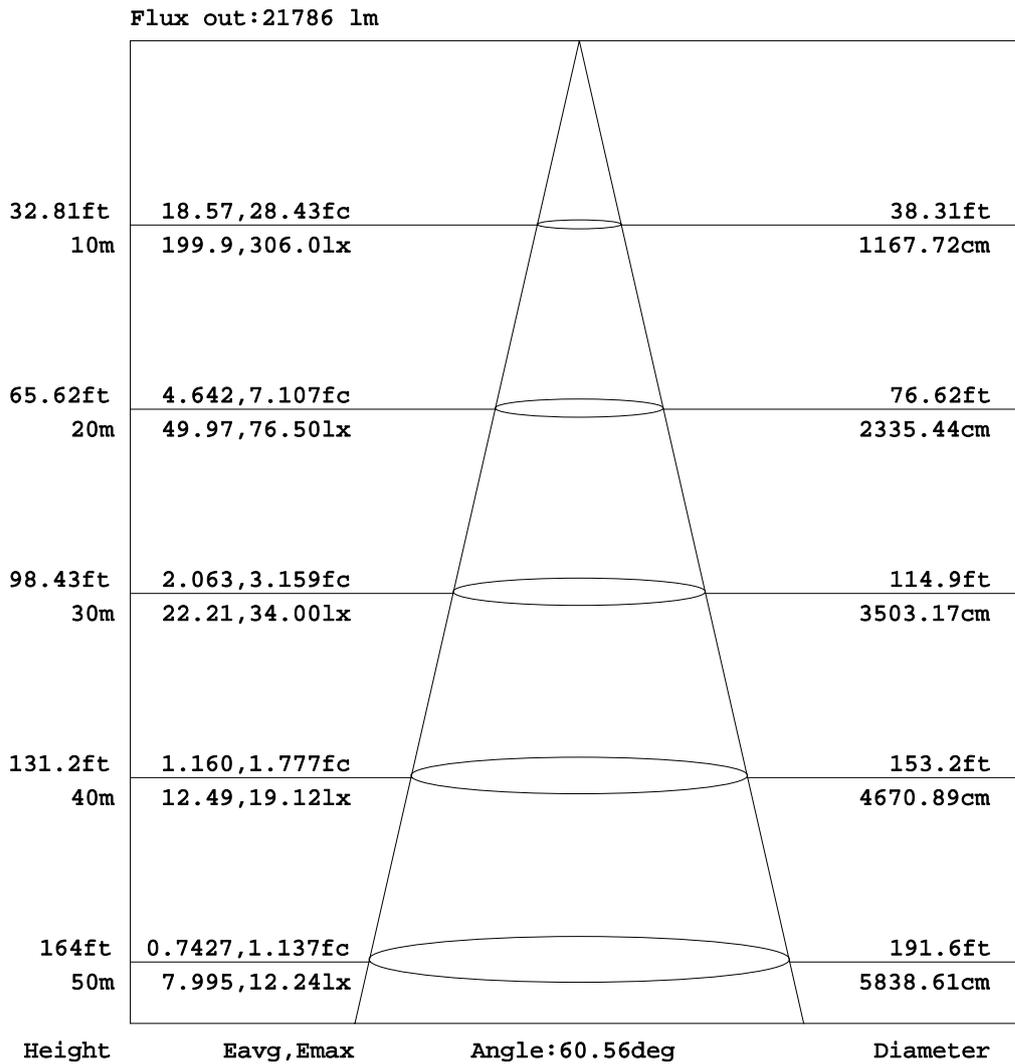 Flux out:21786 lm
32.81ft 18.57,28.43fc 38.31ft
10m 199.9,306.0lx 1167.72cm
65.62ft 4.642,7.107fc 76.62ft
20m 49.97,76.50lx 2335.44cm
98.43ft 2.063,3.159fc 114.9ft
30m 22.21,34.00lx 3503.17cm
131.2ft 1.160,1.777fc 153.2ft
40m 12.49,19.12lx 4670.89cm
164ft 0.7427,1.137fc 191.6ft
50m 7.995,12.24lx 5838.61cm
Height Eavg,Emax Angle:60.56deg Diameter